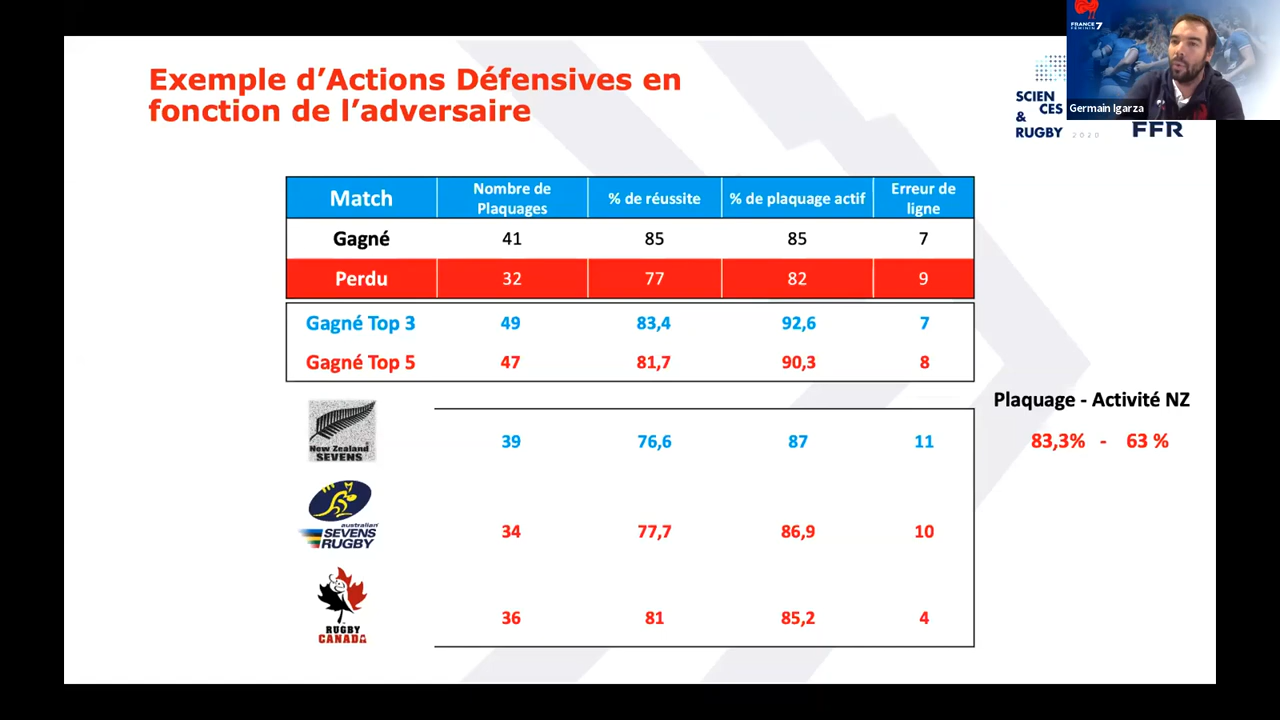 FRANCE 7
FÉMININ
Germain Igarza
Exemple d’Actions Défensives en
fonction de l’adversaire
SCIEN
CES
&
RUGBY
2020
FFR
Match Nombre de Plaquages % de réussite % de plaquage actif Erreur de ligne
Gagné 41 85 85 7
Perdu 32 77 82 9
Gagné Top 3 49 83,4 92,6 7
Gagné Top 5 47 81,7 90,3 8
Plaquage - Activité NZ
New Zealand
SEVENS
39 76,6 87 11
83,3% - 63 %
australian
SEVENS
RUGBY
34 77,7 86,9 10
RUGBY
CANADA
36 81 85,2 4